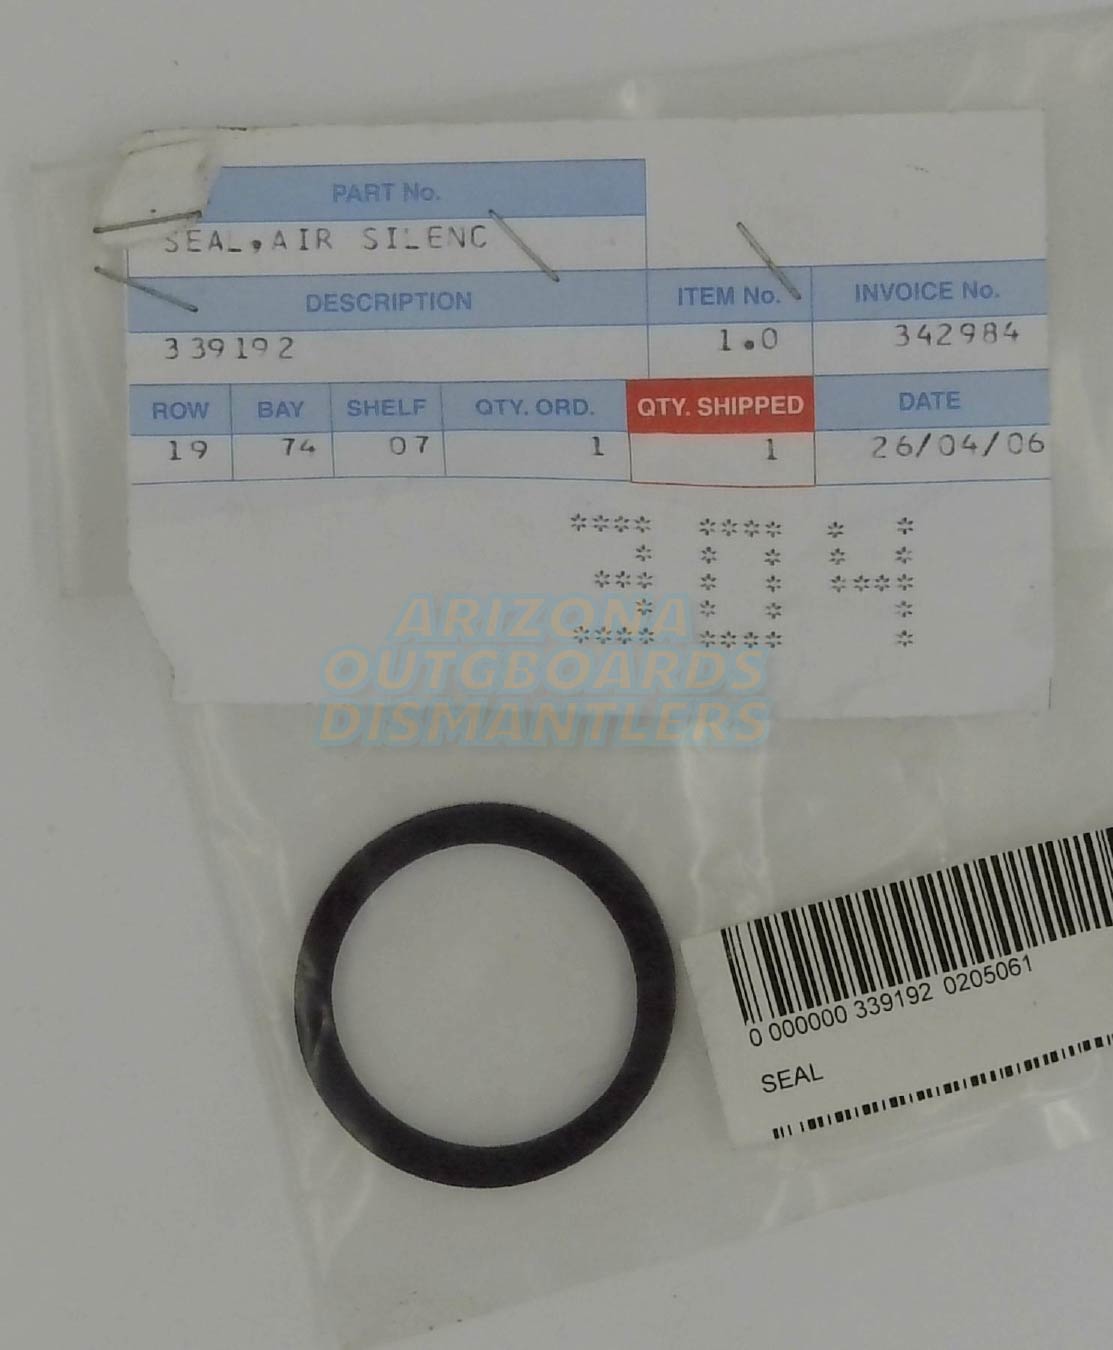 PART No.
SEAL,AIR SILENC
DESCRIPTION ITEM No. INVOICE No.
339192 1.0 342984
ROW BAY SHELF QTY. ORD. QTY. SHIPPED DATE
19 74 07 1 1 26/04/06
304
ARIZONA
OUTGBOARDS
DISMANTLERS
0 000000 339192 0205061
SEAL